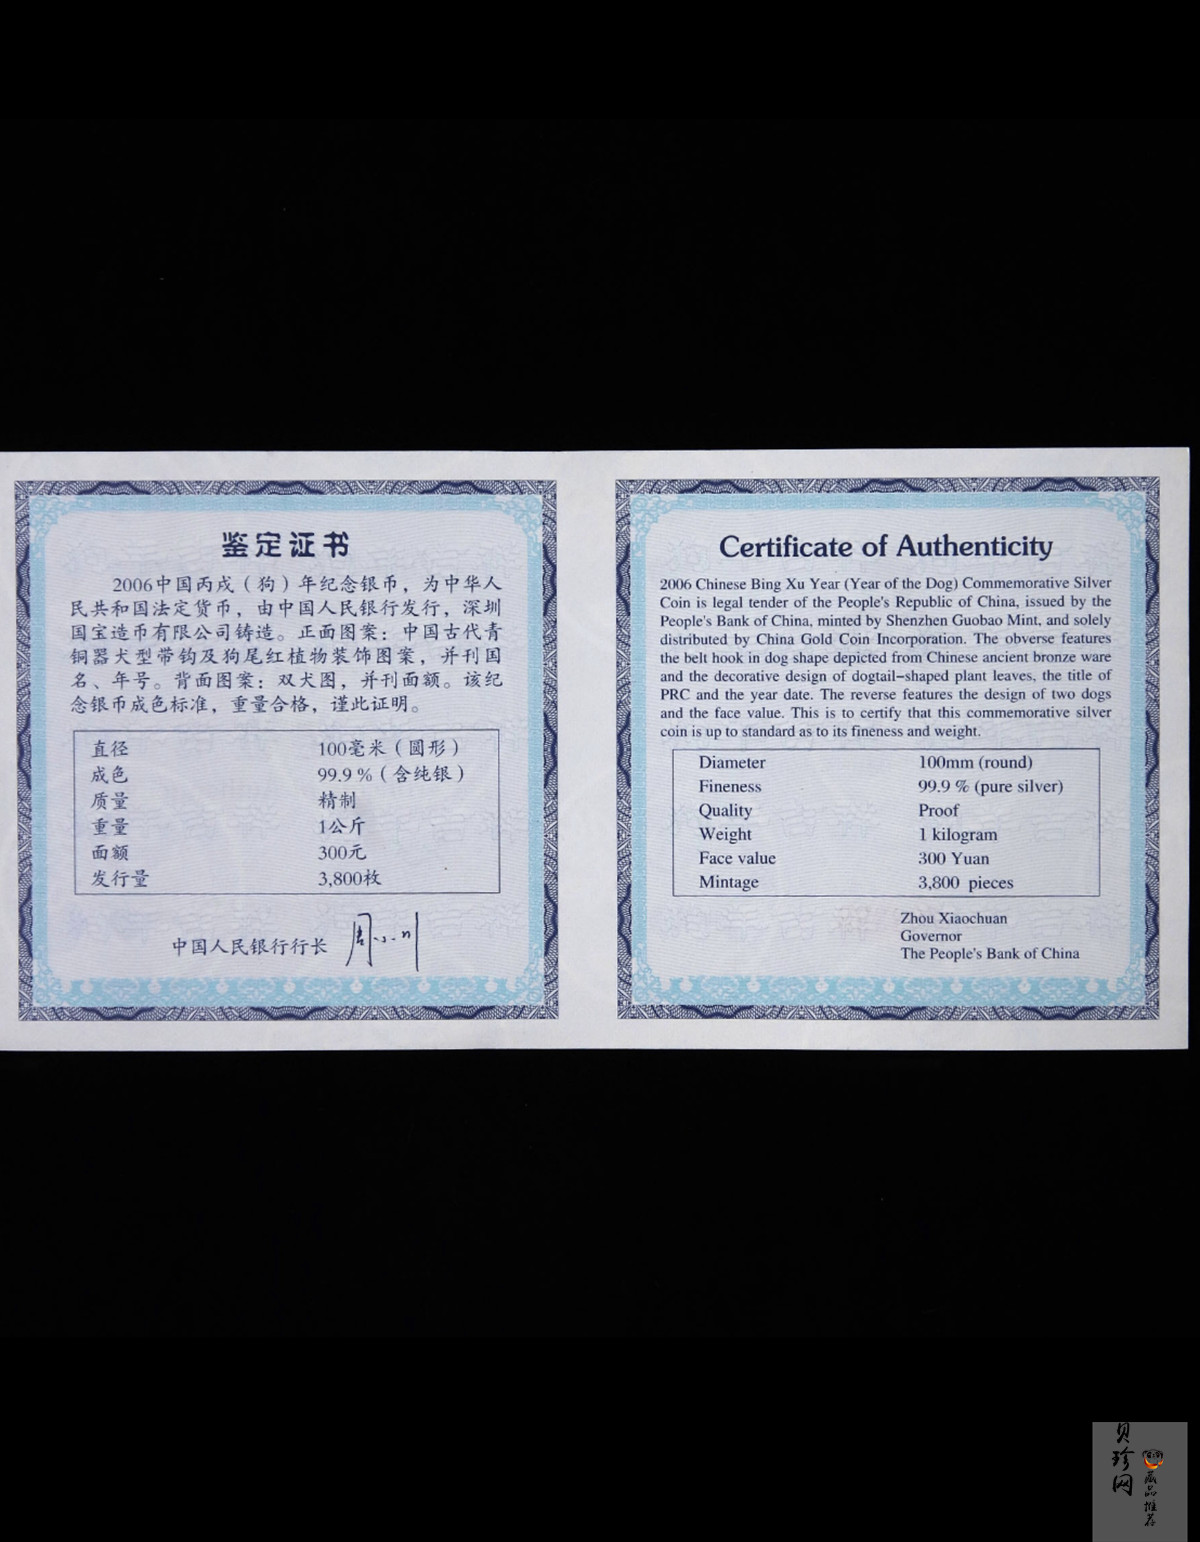 鉴定证书
2006中国丙戌（狗）年纪念银币，为中华人
民共和国法定货币，由中国人民银行发行，深圳
国宝造币有限公司铸造。正面图案：中国古代青
铜器犬型带钩及狗尾红植物装饰图案，并刊国
名、年号。背面图案：双犬图，并刊面额。该纪
念银币成色标准，重量合格，谨此证明。
直径 100毫米（圆形）
成色 99.9%（含纯银）
质量 精制
重量 1公斤
面额 300元
发行量 3,800枚
中国人民银行行长 周小川
Certificate of Authenticity
2006 Chinese Bing Xu Year (Year of the Dog) Commemorative Silver
Coin is legal tender of the People's Republic of China, issued by the
People's Bank of China, minted by Shenzhen Guobao Mint, and solely
distributed by China Gold Coin Incorporation. The obverse features
the belt hook in dog shape depicted from Chinese ancient bronze ware
and the decorative design of dogtail-shaped plant leaves, the title of
PRC and the year date. The reverse features the design of two dogs
and the face value. This is to certify that this commemorative silver
coin is up to standard as to its fineness and weight.
Diameter 100mm (round)
Fineness 99.9 % (pure silver)
Quality Proof
Weight 1 kilogram
Face value 300 Yuan
Mintage 3,800 pieces
Zhou Xiaochuan
Governor
The People's Bank of China
贝珍网
藏品推荐